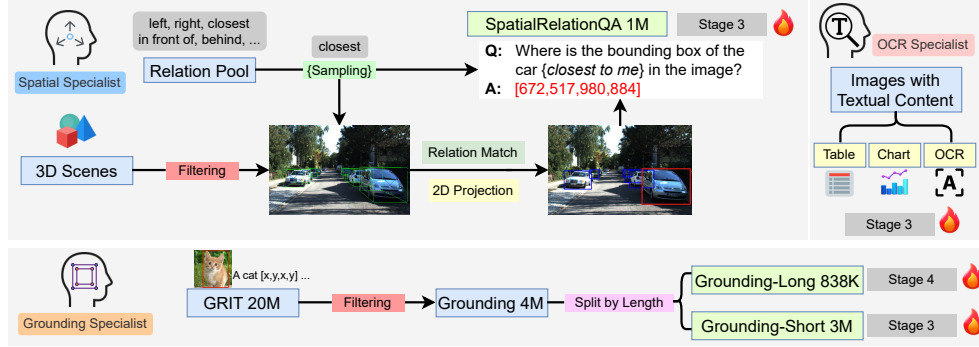 left, right, closest
in front of, behind, ...
Spatial Specialist
Relation Pool
closest
{Sampling}
SpatialRelationQA 1M
Stage 3
Q: Where is the bounding box of the
car {closest to me} in the image?
A: [672,517,980,884]
3D Scenes
Filtering
Relation Match
2D Projection
T
OCR Specialist
Images with
Textual Content
Table
Chart
OCR
A
Stage 3
Grounding Specialist
A cat [x,y,x,y] ...
GRIT 20M
Filtering
Grounding 4M
Split by Length
Grounding-Long 838K
Stage 4
Grounding-Short 3M
Stage 3